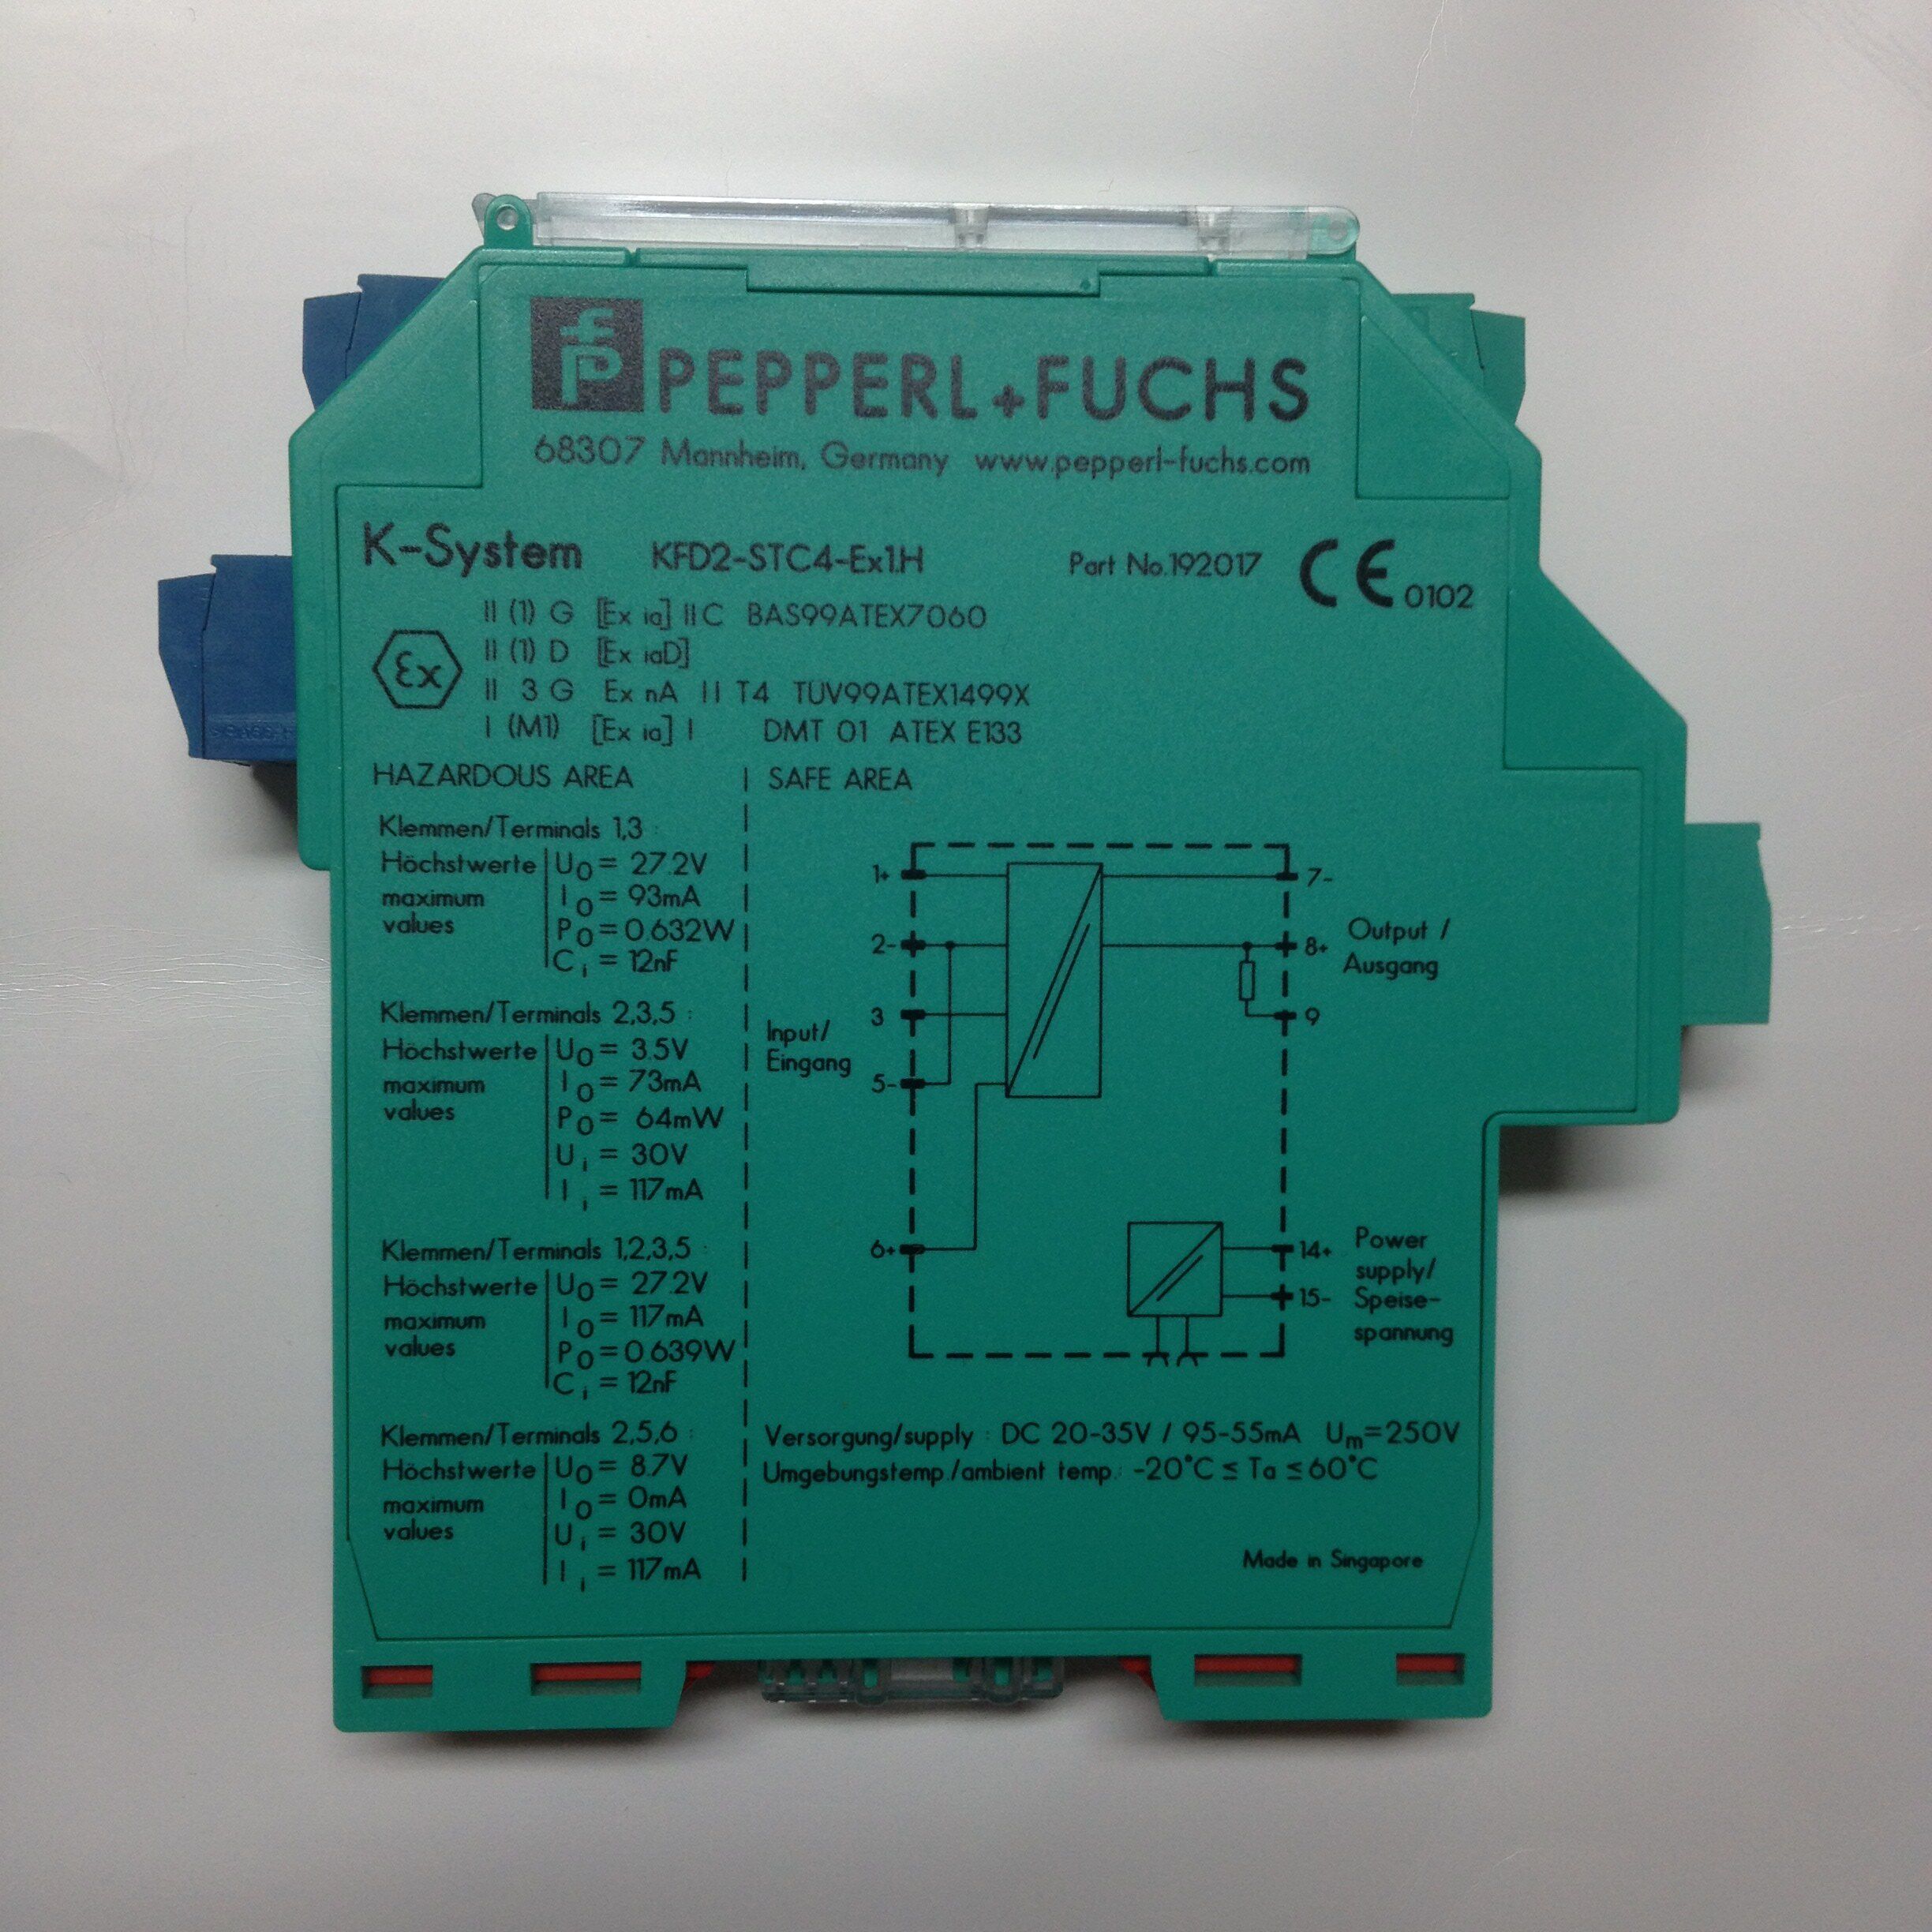 PEPPERL+FUCHS
68307 Mannheim, Germany www.pepperl-fuchs.com
K-System KFD2-STC4-Ex1.H Part No.192017 CE 0102
II (1) G [Ex ia] IIC BAS99ATEX7060
II (1) D [Ex iaD]
Ex
II 3 G Ex nA II T4 TUV99ATEX1499X
I (M1) [Ex ia] I DMT 01 ATEX E133
HAZARDOUS AREA
Klemmen/Terminals 1,3 :
Höchstwerte U₀ = 27.2V
maximum I₀ = 93mA
values P₀ = 0.632W
Cᵢ = 12nF
Klemmen/Terminals 2,3,5 :
Höchstwerte U₀ = 3.5V
maximum I₀ = 73mA
values P₀ = 64mW
Uᵢ = 30V
Iᵢ = 117mA
Klemmen/Terminals 1,2,3,5 :
Höchstwerte U₀ = 27.2V
maximum I₀ = 117mA
values P₀ = 0.639W
Cᵢ = 12nF
Klemmen/Terminals 2,5,6 :
Höchstwerte U₀ = 8.7V
maximum I₀ = 0mA
values Uᵢ = 30V
Iᵢ = 117mA
SAFE AREA
1+
2-
3
5-
6+
Input/
Eingang
7-
8+
9
Output /
Ausgang
14+
15-
Power
supply/
Speise-
spannung
Versorgung/supply : DC 20-35V / 95-55mA Uₘ=250V
Umgebungstemp./ambient temp.: -20°C ≤ Ta ≤ 60°C
Made in Singapore